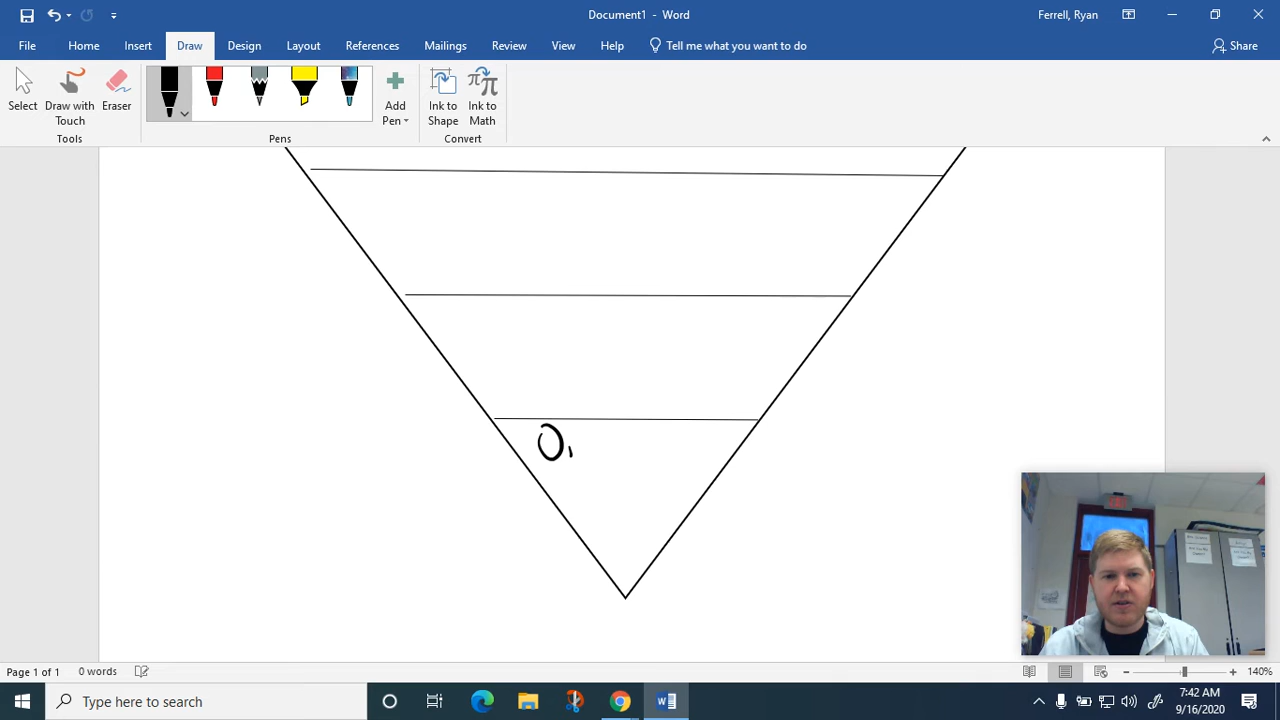 Document1 - Word
Ferrell, Ryan
File Home Insert Draw Design Layout References Mailings Review View Help Tell me what you want to do Share
Select Draw with Touch Eraser Add Pen Ink to Shape Ink to Math
Tools Pens Convert
Page 1 of 1 0 words 140%
Type here to search
7:42 AM
9/16/2020